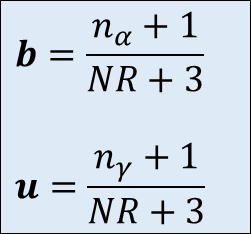 𝒃 = (n_α + 1) / (NR + 3)
𝒖 = (n_γ + 1) / (NR + 3)